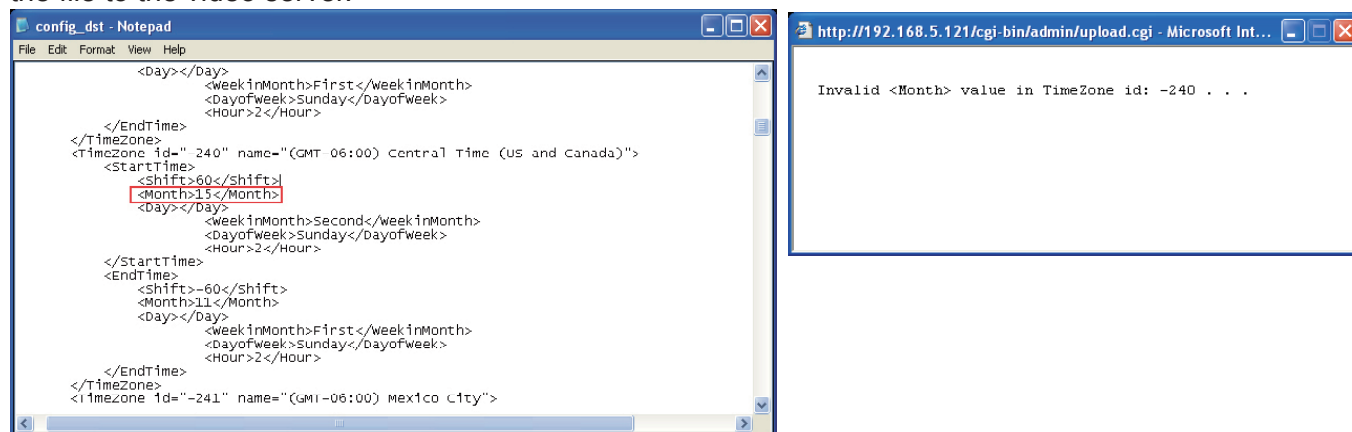 the file to the video server.
config_dst - Notepad
File Edit Format View Help
<Day></Day>
<WeekinMonth>First</WeekinMonth>
<DayofWeek>Sunday</DayofWeek>
<Hour>2</Hour>
</EndTime>
</TimeZone>
<TimeZone id="-240" name="(GMT-06:00) Central Time (US and Canada)">
<StartTime>
<Shift>60</Shift>
<Month>15</Month>
<Day></Day>
<WeekinMonth>Second</WeekinMonth>
<DayofWeek>Sunday</DayofWeek>
<Hour>2</Hour>
</StartTime>
<EndTime>
<Shift>-60</Shift>
<Month>11</Month>
<Day></Day>
<WeekinMonth>First</WeekinMonth>
<DayofWeek>Sunday</DayofWeek>
<Hour>2</Hour>
</EndTime>
</TimeZone>
<TimeZone id="-241" name="(GMT-06:00) Mexico City">
http://192.168.5.121/cgi-bin/admin/upload.cgi - Microsoft Int...
Invalid <Month> value in TimeZone id: -240 . . .